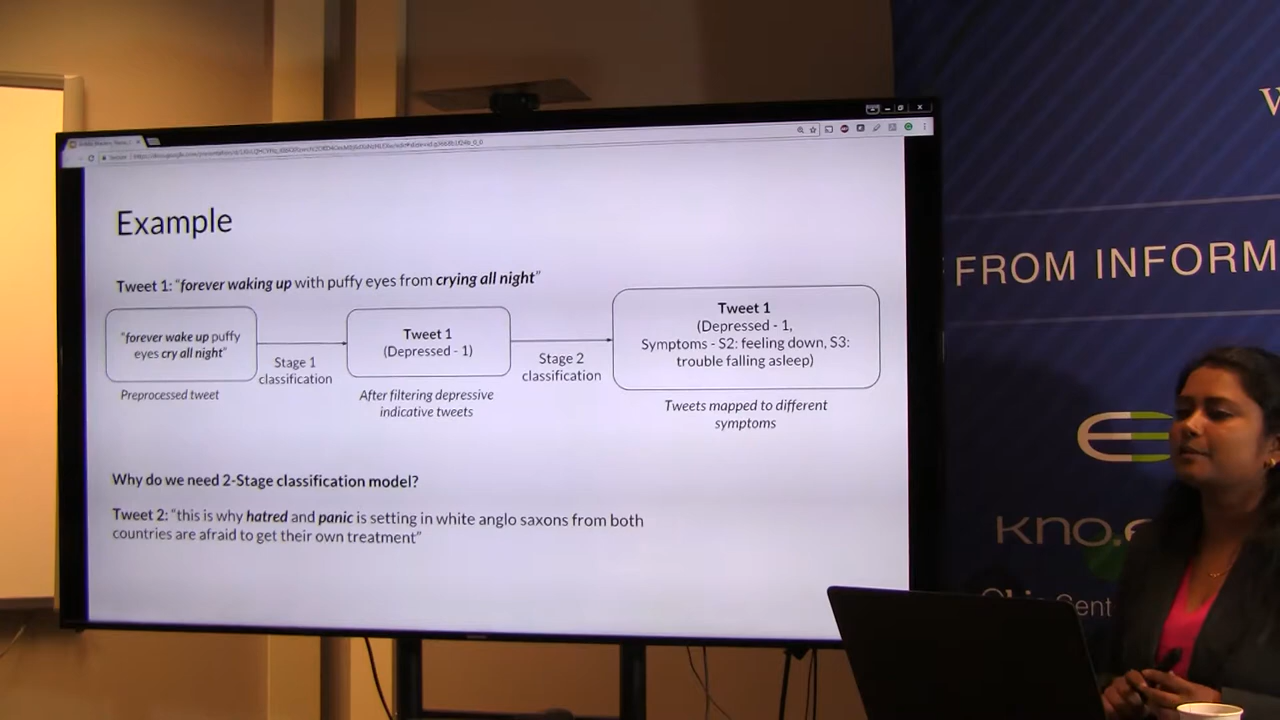 Example
Tweet 1: "forever waking up with puffy eyes from crying all night"
"forever wake up puffy
eyes cry all night"
Preprocessed tweet
Stage 1
classification
Tweet 1
(Depressed - 1)
After filtering depressive
indicative tweets
Stage 2
classification
Tweet 1
(Depressed - 1,
Symptoms - S2: feeling down, S3:
trouble falling asleep)
Tweets mapped to different
symptoms
Why do we need 2-Stage classification model?
Tweet 2: "this is why hatred and panic is setting in white anglo saxons from both
countries are afraid to get their own treatment"
FROM INFORM
kno.e